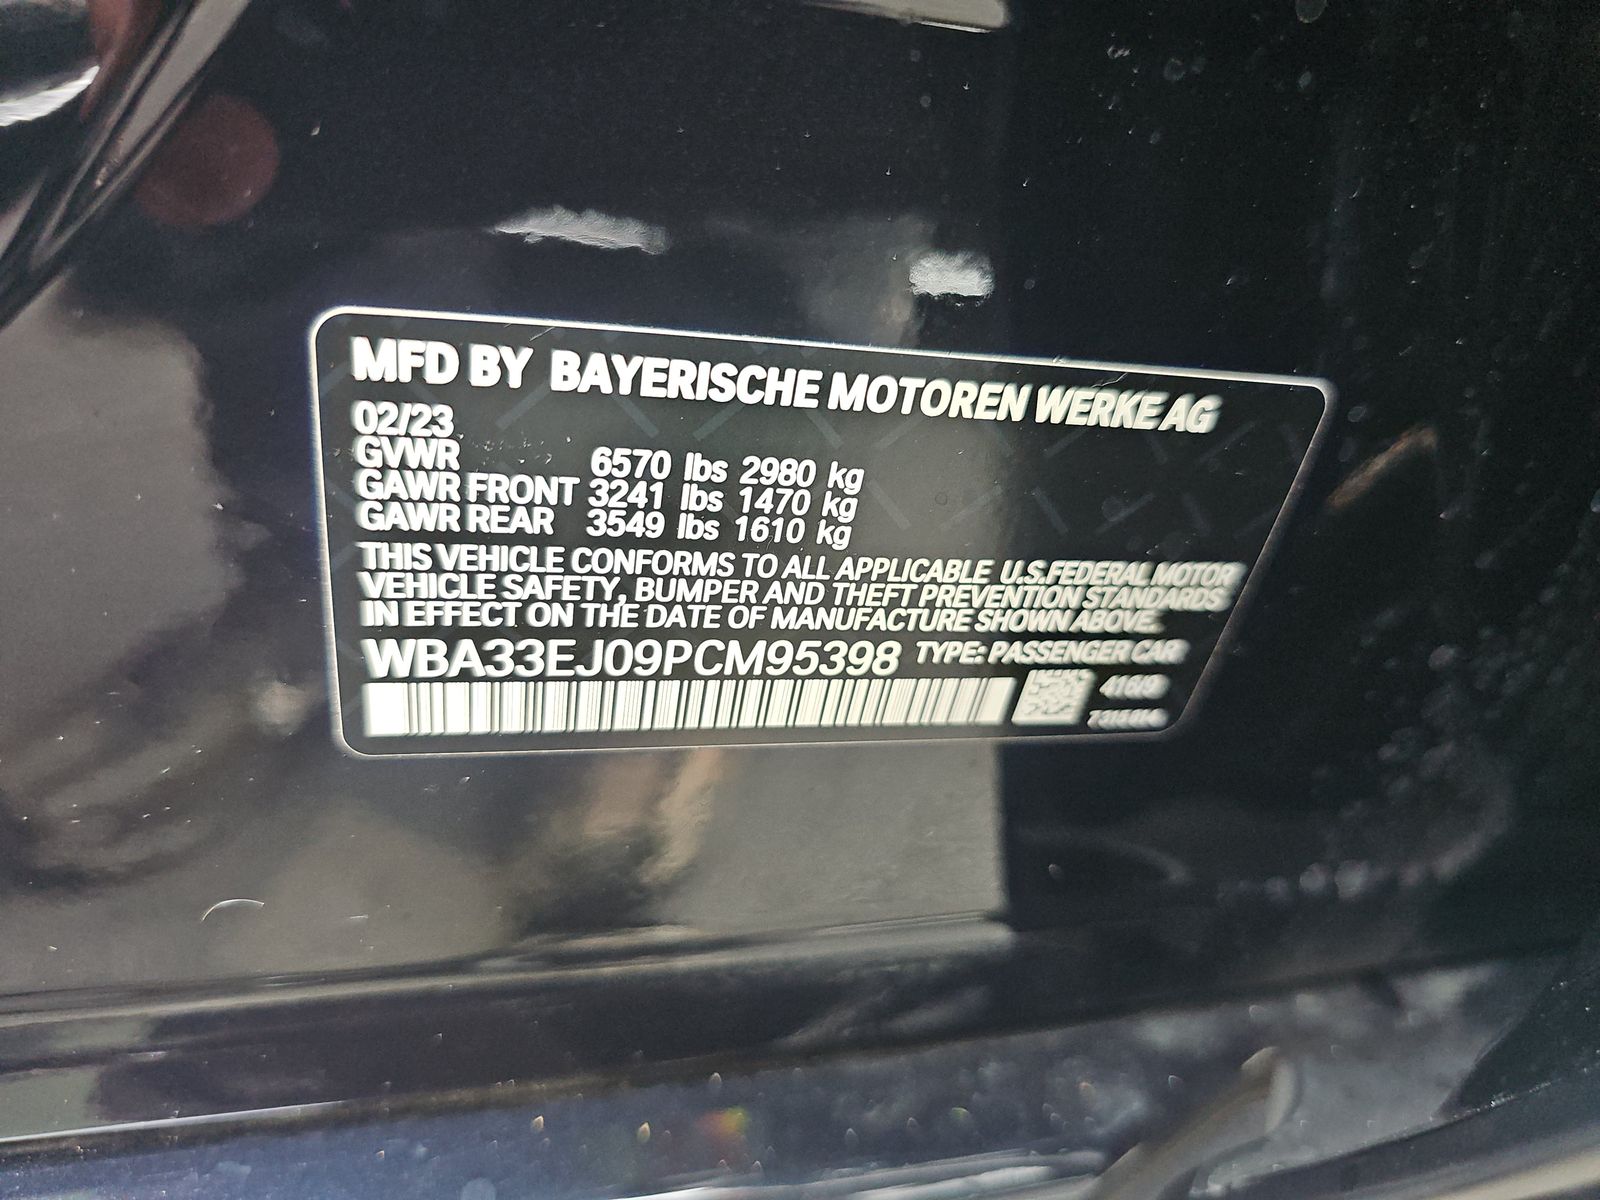 MFD BY BAYERISCHE MOTOREN WERKE AG
02/23
GVWR 6570 lbs 2980 kg
GAWR FRONT 3241 lbs 1470 kg
GAWR REAR 3549 lbs 1610 kg
THIS VEHICLE CONFORMS TO ALL APPLICABLE U.S.FEDERAL MOTOR
VEHICLE SAFETY, BUMPER AND THEFT PREVENTION STANDARDS
IN EFFECT ON THE DATE OF MANUFACTURE SHOWN ABOVE.
WBA33EJ09PCM95398 TYPE: PASSENGER CAR